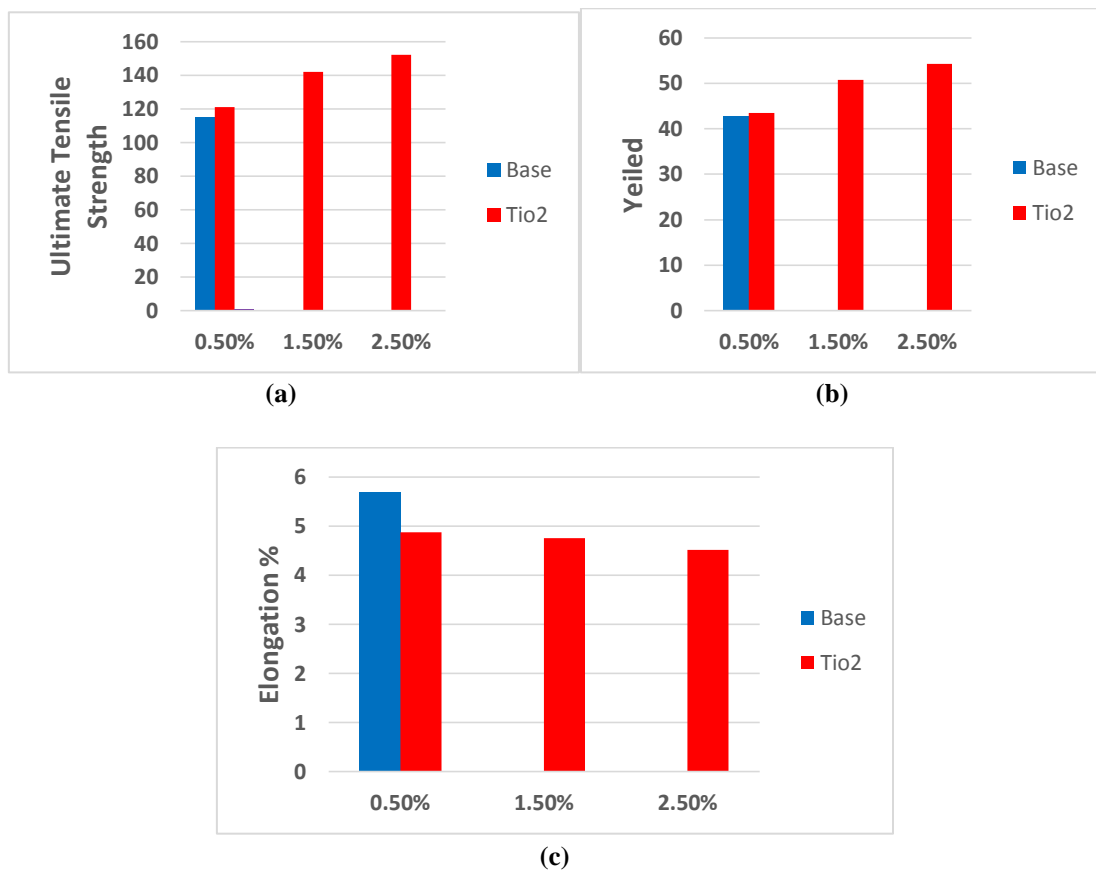 160
140
120
100
80
60
40
20
0
Ultimate Tensile
Strength
0.50% 1.50% 2.50%
Base
Tio2
(a)
60
50
40
30
20
10
0
Yeiled
0.50% 1.50% 2.50%
Base
Tio2
(b)
6
5
4
3
2
1
0
Elongation %
0.50% 1.50% 2.50%
Base
Tio2
(c)